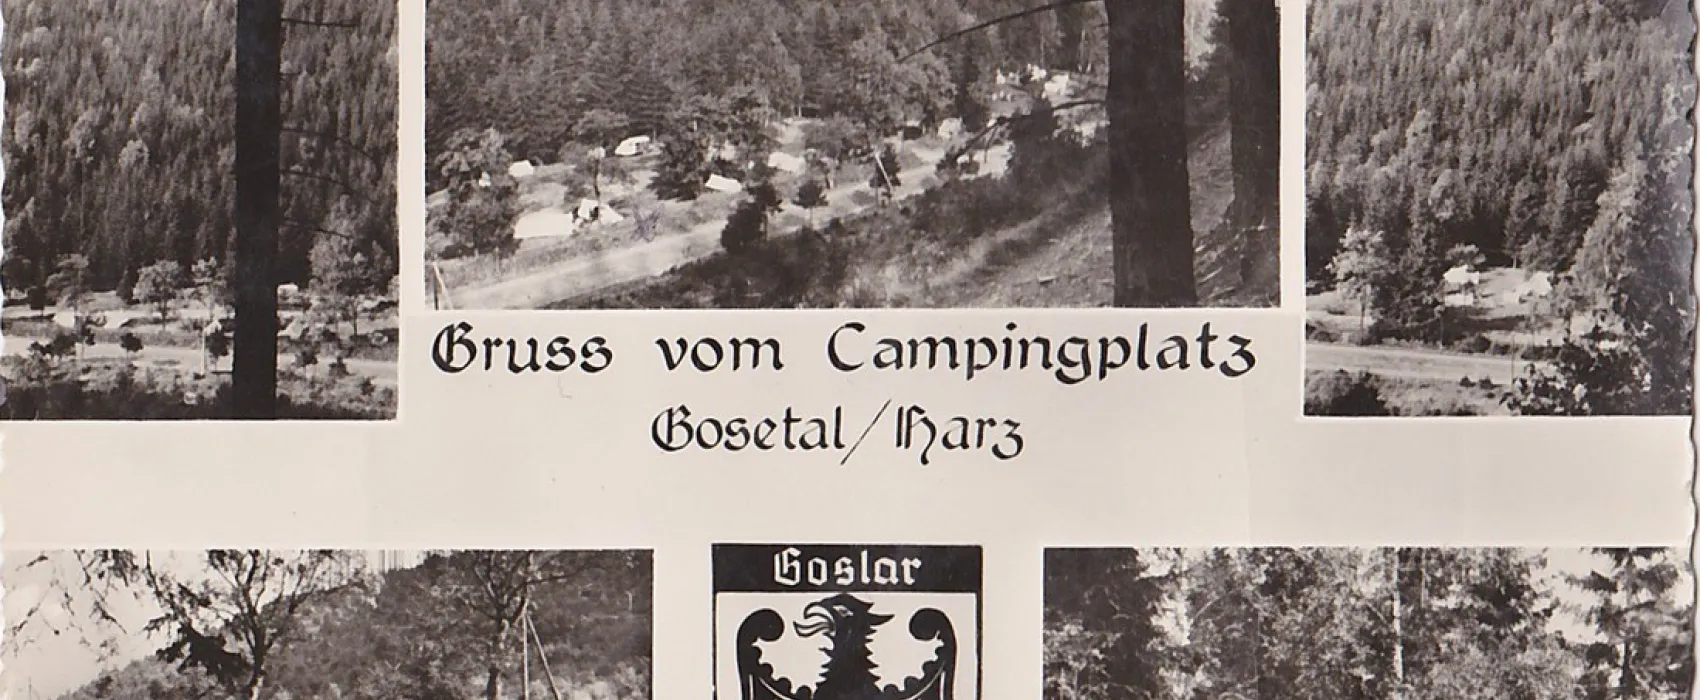 Gruss vom Campingplatz
Gosetal/Harz
Goslar